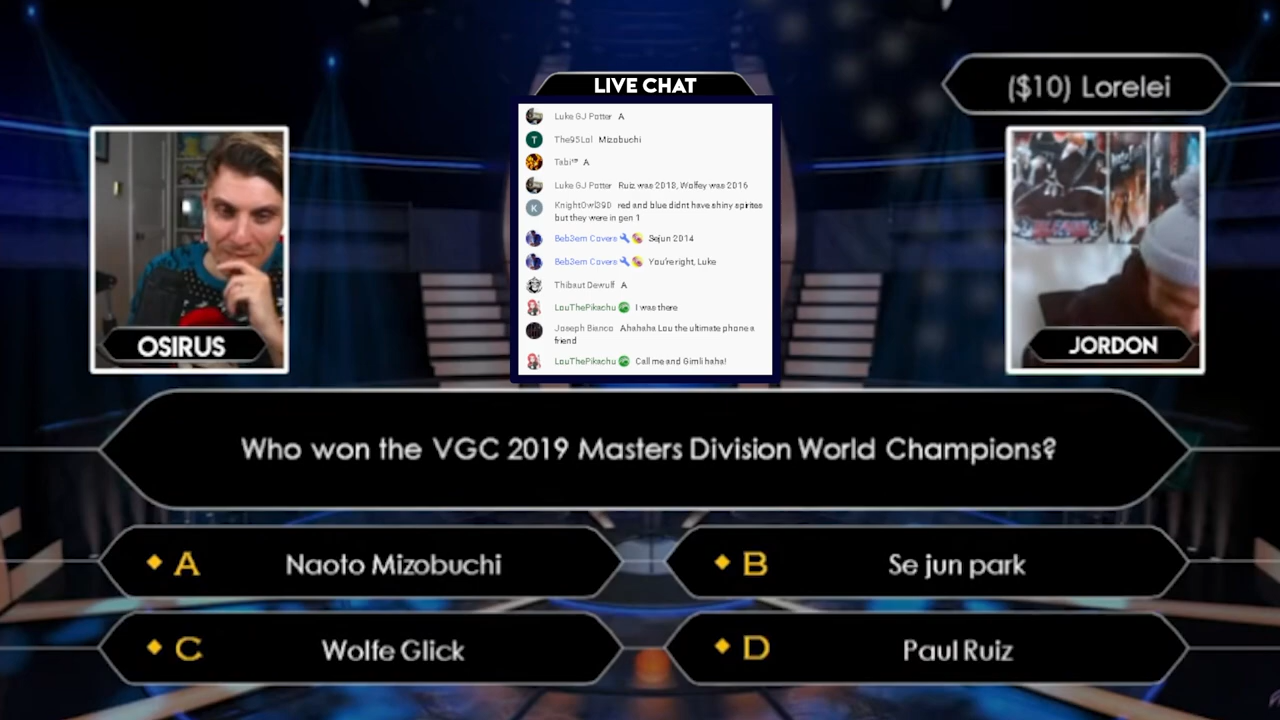 LIVE CHAT
($10) Lorelei
Luke GJ Potter A
T The95Lol Mizobuchi
Tabi A
Luke GJ Potter Ruiz was 2018, Wolfey was 2016
K KnightOwl39D red and blue didnt have shiny spirites
but they were in gen 1
Beb3em Covers Sejun 2014
Beb3em Covers You're right, Luke
Thibaut Dewulf A
LouThePikachu I was there
Joseph Bianco Ahahaha Lou the ultimate phone a
friend
LouThePikachu Call me and Gimli haha!
OSIRUS
JORDON
Who won the VGC 2019 Masters Division World Champions?
A Naoto Mizobuchi
B Se jun park
C Wolfe Glick
D Paul Ruiz